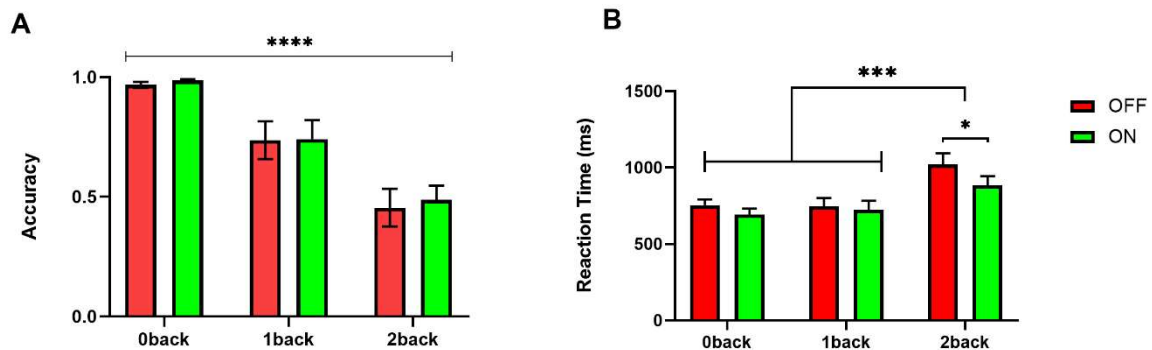 A
****
Accuracy
1.0
0.5
0.0
0back
1back
2back
B
***
*
Reaction Time (ms)
1500
1000
500
0
0back
1back
2back
OFF
ON